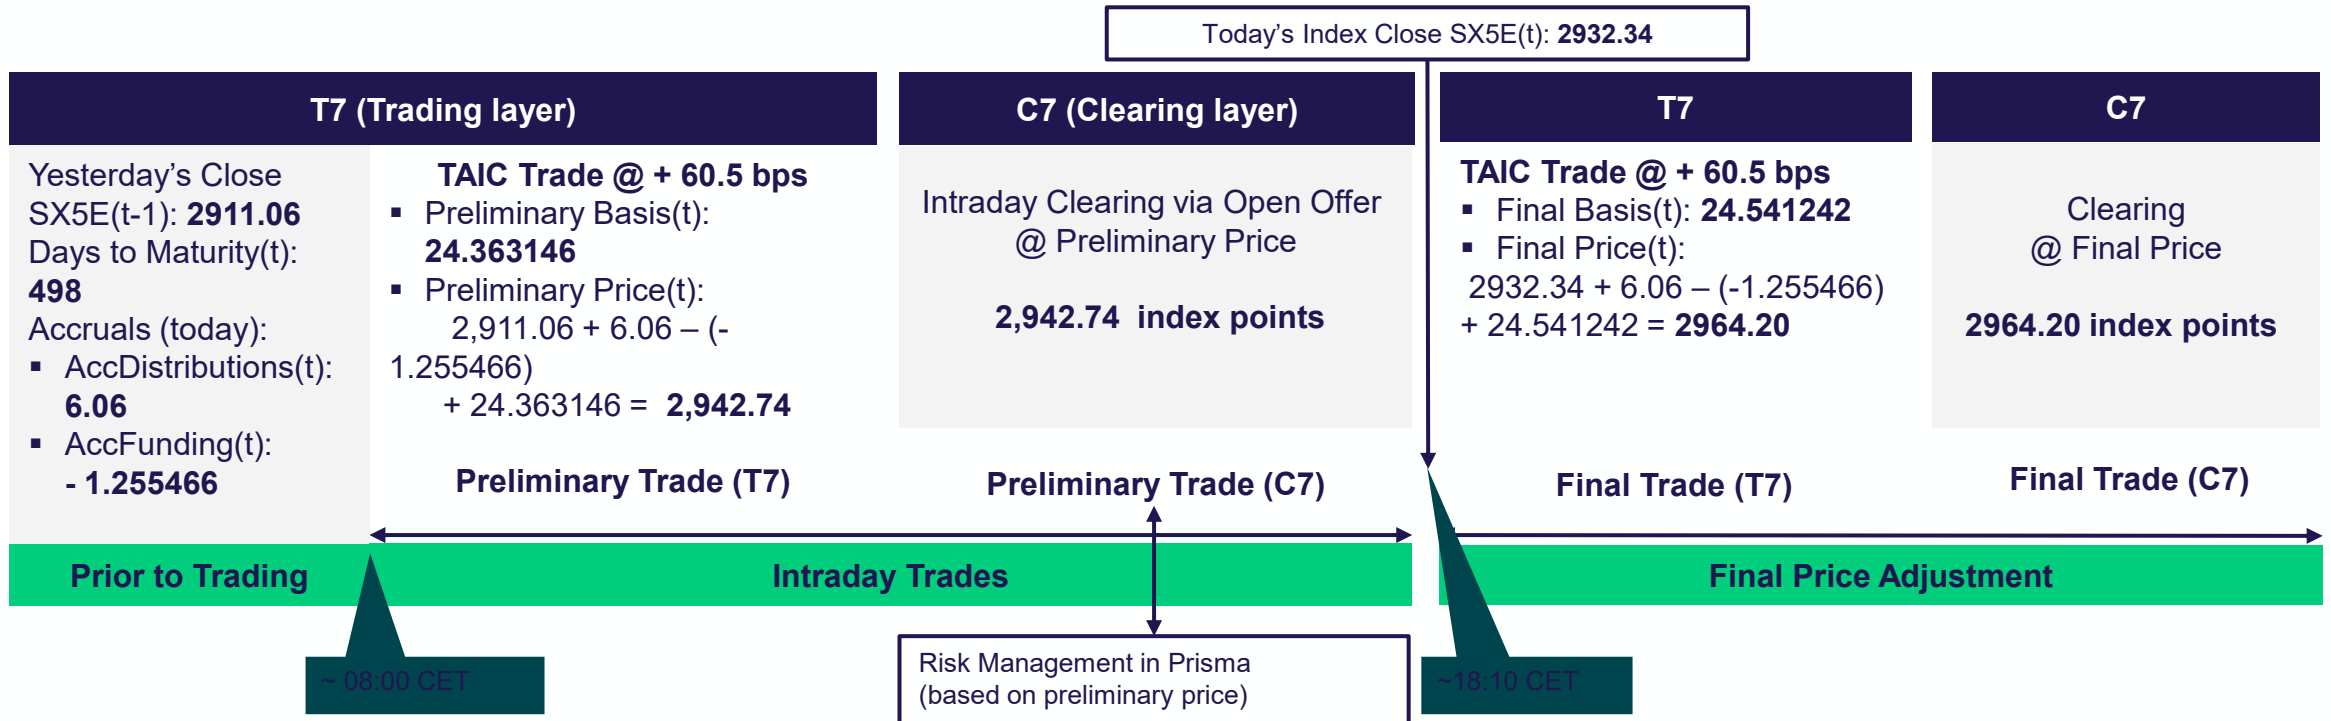 Today's Index Close SX5E(t): 2932.34
T7 (Trading layer)
Yesterday's Close
SX5E(t-1): 2911.06
Days to Maturity(t):
498
Accruals (today):
▪ AccDistributions(t):
6.06
▪ AccFunding(t):
- 1.255466
TAIC Trade @ + 60.5 bps
▪ Preliminary Basis(t):
24.363146
▪ Preliminary Price(t):
2,911.06 + 6.06 – (-
1.255466)
+ 24.363146 = 2,942.74
Preliminary Trade (T7)
C7 (Clearing layer)
Intraday Clearing via Open Offer
@ Preliminary Price
2,942.74 index points
Preliminary Trade (C7)
T7
TAIC Trade @ + 60.5 bps
▪ Final Basis(t): 24.541242
▪ Final Price(t):
2932.34 + 6.06 – (-1.255466)
+ 24.541242 = 2964.20
Final Trade (T7)
C7
Clearing
@ Final Price
2964.20 index points
Final Trade (C7)
Prior to Trading
Intraday Trades
Final Price Adjustment
~ 08:00 CET
Risk Management in Prisma
(based on preliminary price)
~18:10 CET